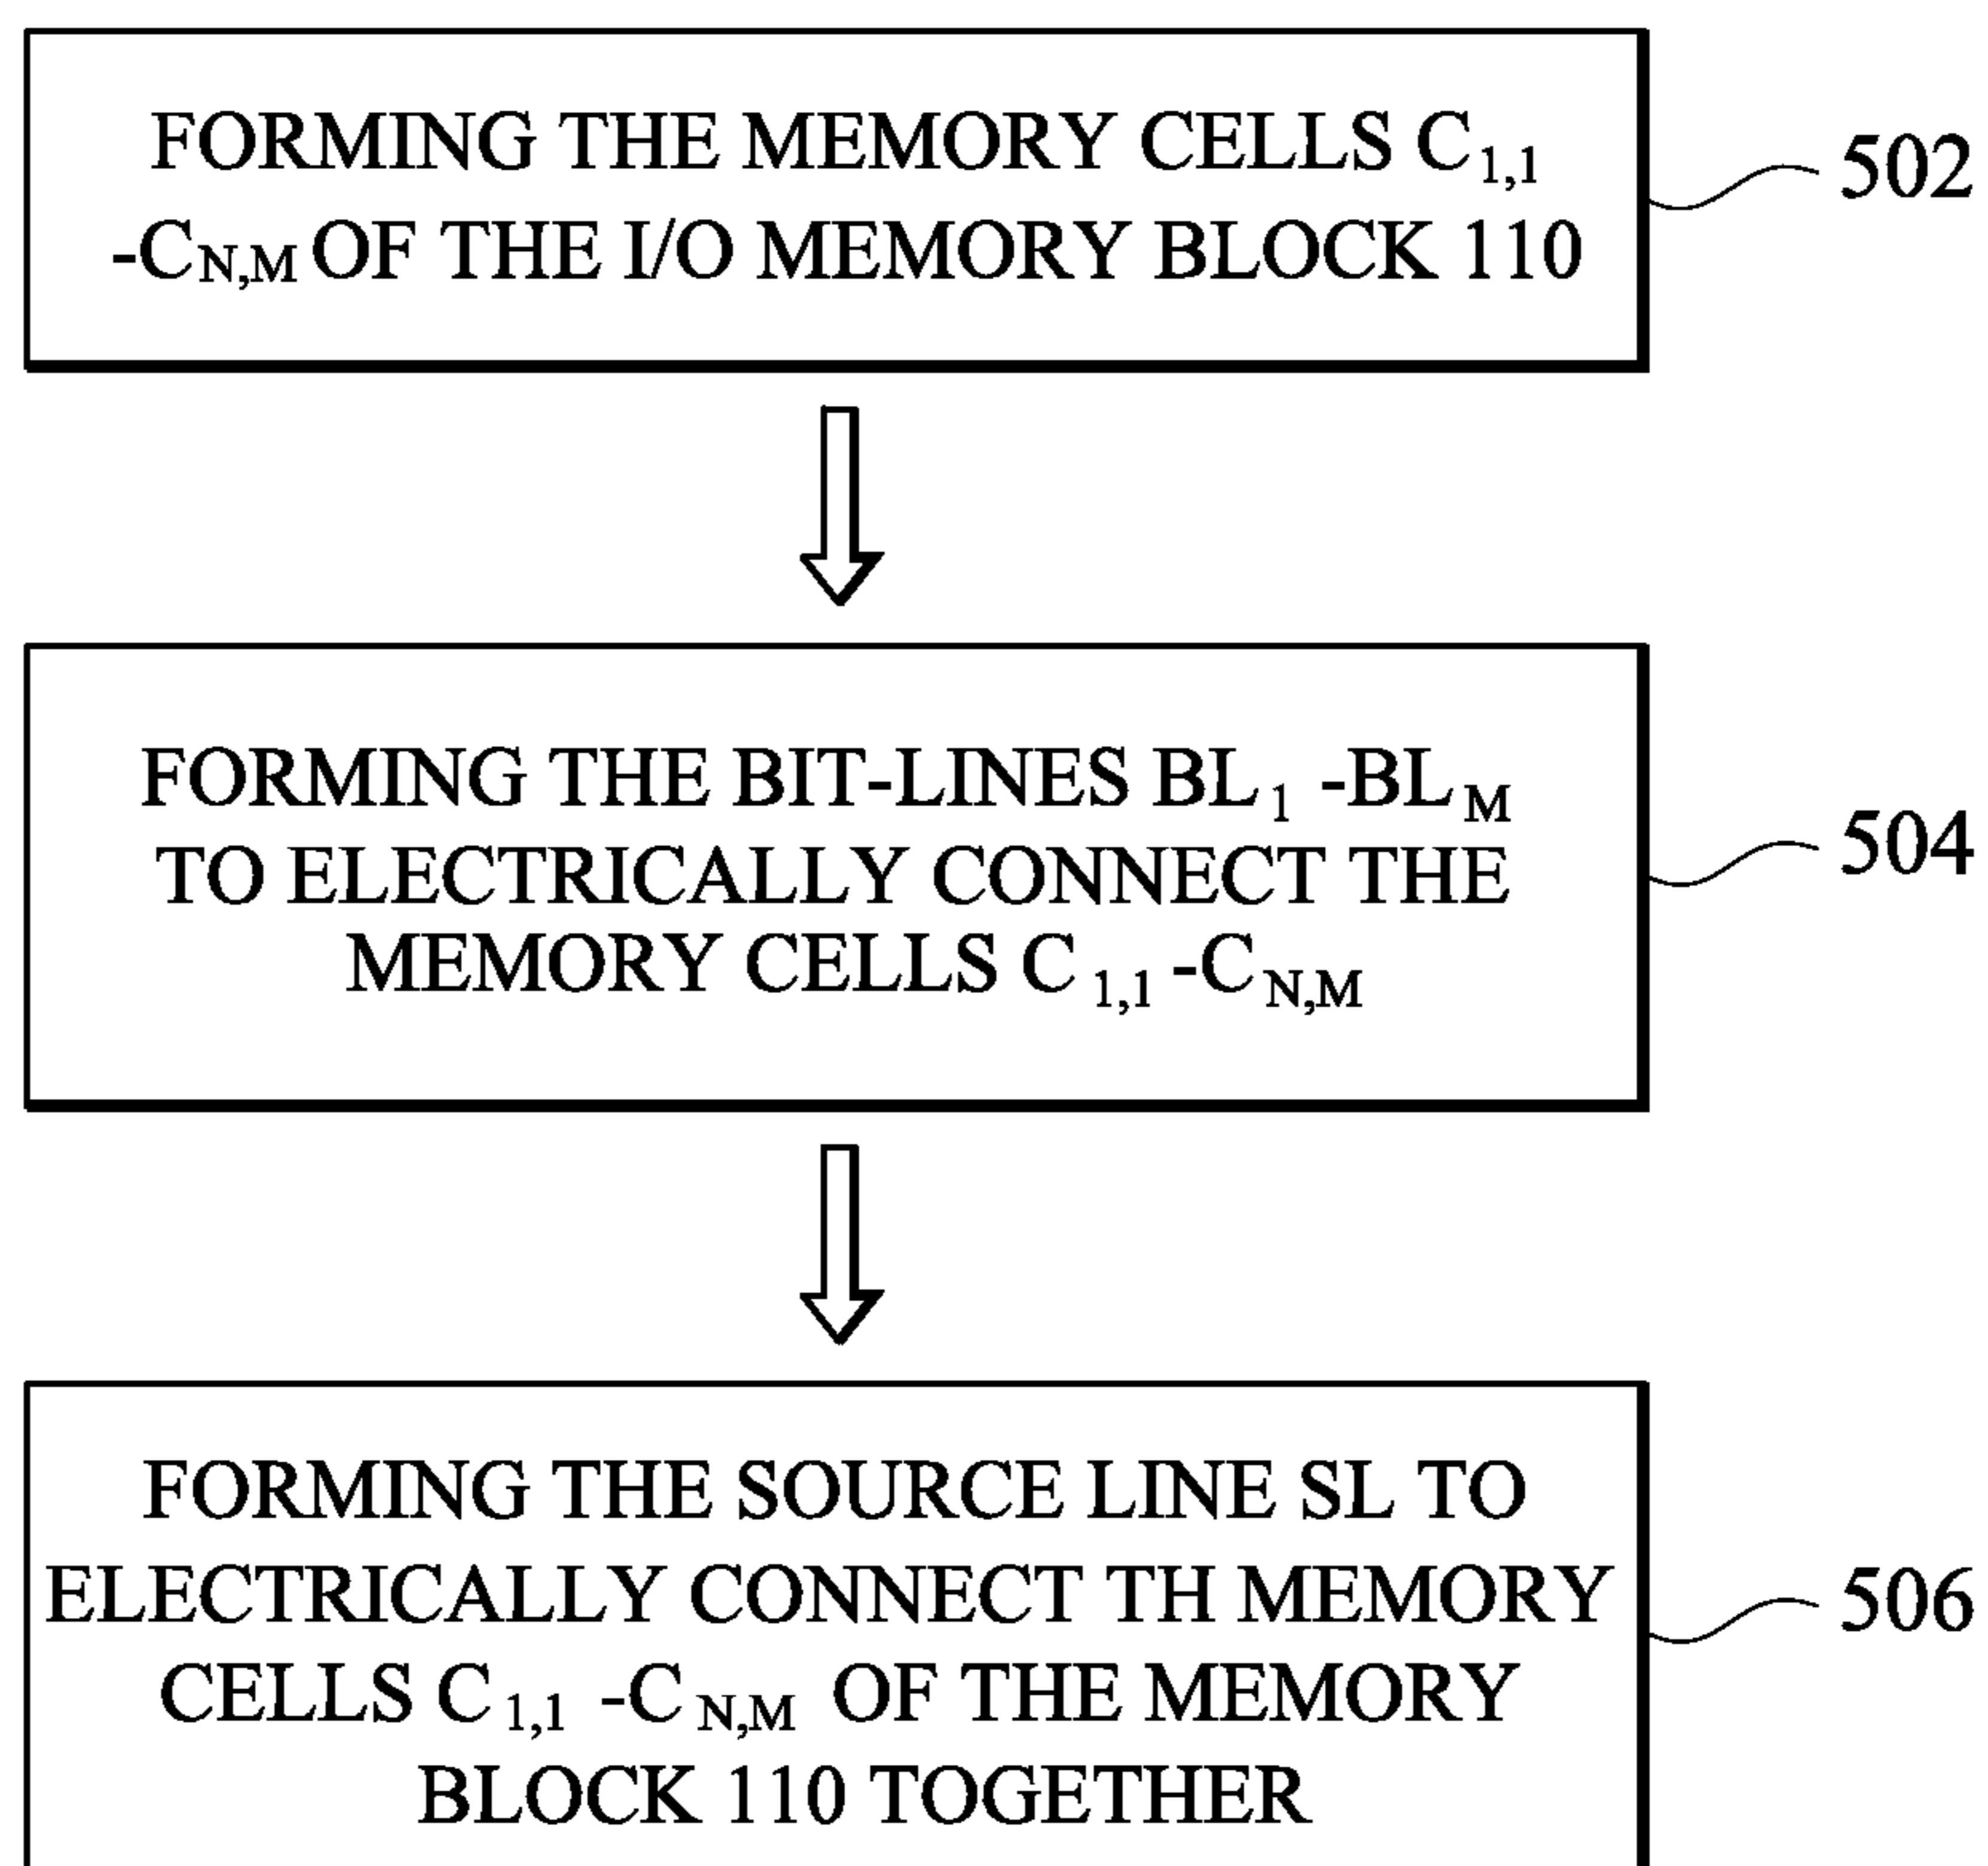 FORMING THE MEMORY CELLS C1,1
-CN,M OF THE I/O MEMORY BLOCK 110
502
FORMING THE BIT-LINES BL1 -BLM
TO ELECTRICALLY CONNECT THE
MEMORY CELLS C1,1 -CN,M
504
FORMING THE SOURCE LINE SL TO
ELECTRICALLY CONNECT TH MEMORY
CELLS C1,1 -CN,M OF THE MEMORY
BLOCK 110 TOGETHER
506